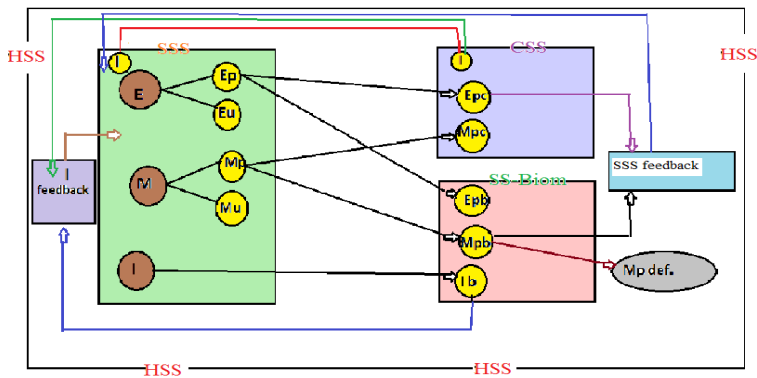 HSS
SSS
CSS
HSS
I
I
E
Ep
Eu
Epc
Mpc
M
Mp
Mu
I
feedback
SSS feedback
SS-Biom
Epb
Mpb
Ib
I
Mp def.
HSS
HSS